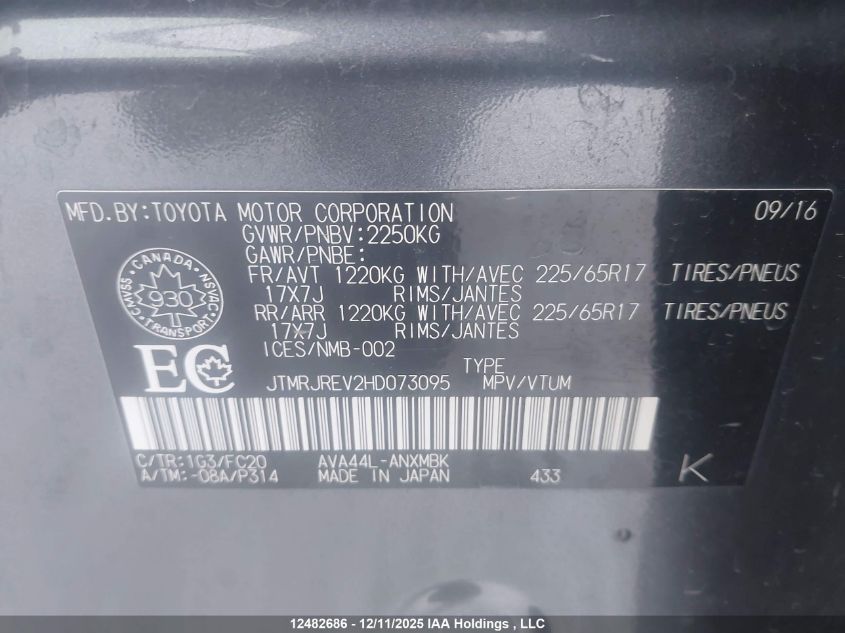 MFD.BY:TOYOTA MOTOR CORPORATION 09/16
GVWR/PNBV:2250KG
GAWR/PNBE:
FR/AVT 1220KG WITH/AVEC 225/65R17 TIRES/PNEUS
17X7J RIMS/JANTES
RR/ARR 1220KG WITH/AVEC 225/65R17 TIRES/PNEUS
17X7J RIMS/JANTES
ICES/NMB-002
CANADA
CMVSS 930 NSVAC
TRANSPORT
EC
TYPE
JTMRJREV2HD073095 MPV/VTUM
C/TR:1G3/FC20 AVA44L-ANXMBK
A/TM:-08A/P314 MADE IN JAPAN 433 K
12482686 - 12/11/2025 IAA Holdings , LLC